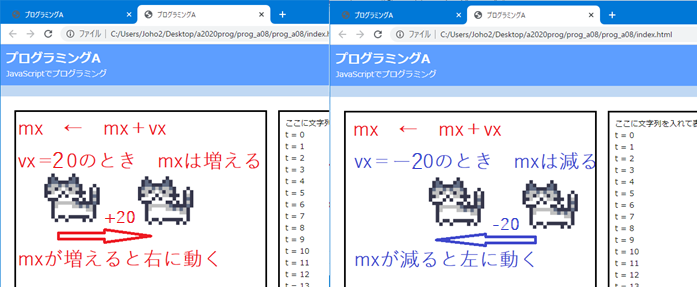 プログラミングA
プログラミングA
ファイル | C:/Users/Joho2/Desktop/a2020prog/prog_a08/prog_a08/index.h
プログラミングA
JavaScriptでプログラミング
mx ← mx＋vx
vx＝20のとき mxは増える
+20
mxが増えると右に動く
ここに文字列
t = 0
t = 1
t = 2
t = 3
t = 4
t = 5
t = 6
t = 7
t = 8
t = 9
t = 10
t = 11
t = 12
t = 13
プログラミングA
プログラミングA
ファイル | C:/Users/Joho2/Desktop/a2020prog/prog_a08/prog_a08/index.html
プログラミングA
JavaScriptでプログラミング
mx ← mx＋vx
vx＝－20のとき mxは減る
-20
mxが減ると左に動く
ここに文字列を入れて
t = 0
t = 1
t = 2
t = 3
t = 4
t = 5
t = 6
t = 7
t = 8
t = 9
t = 10
t = 11
t = 12